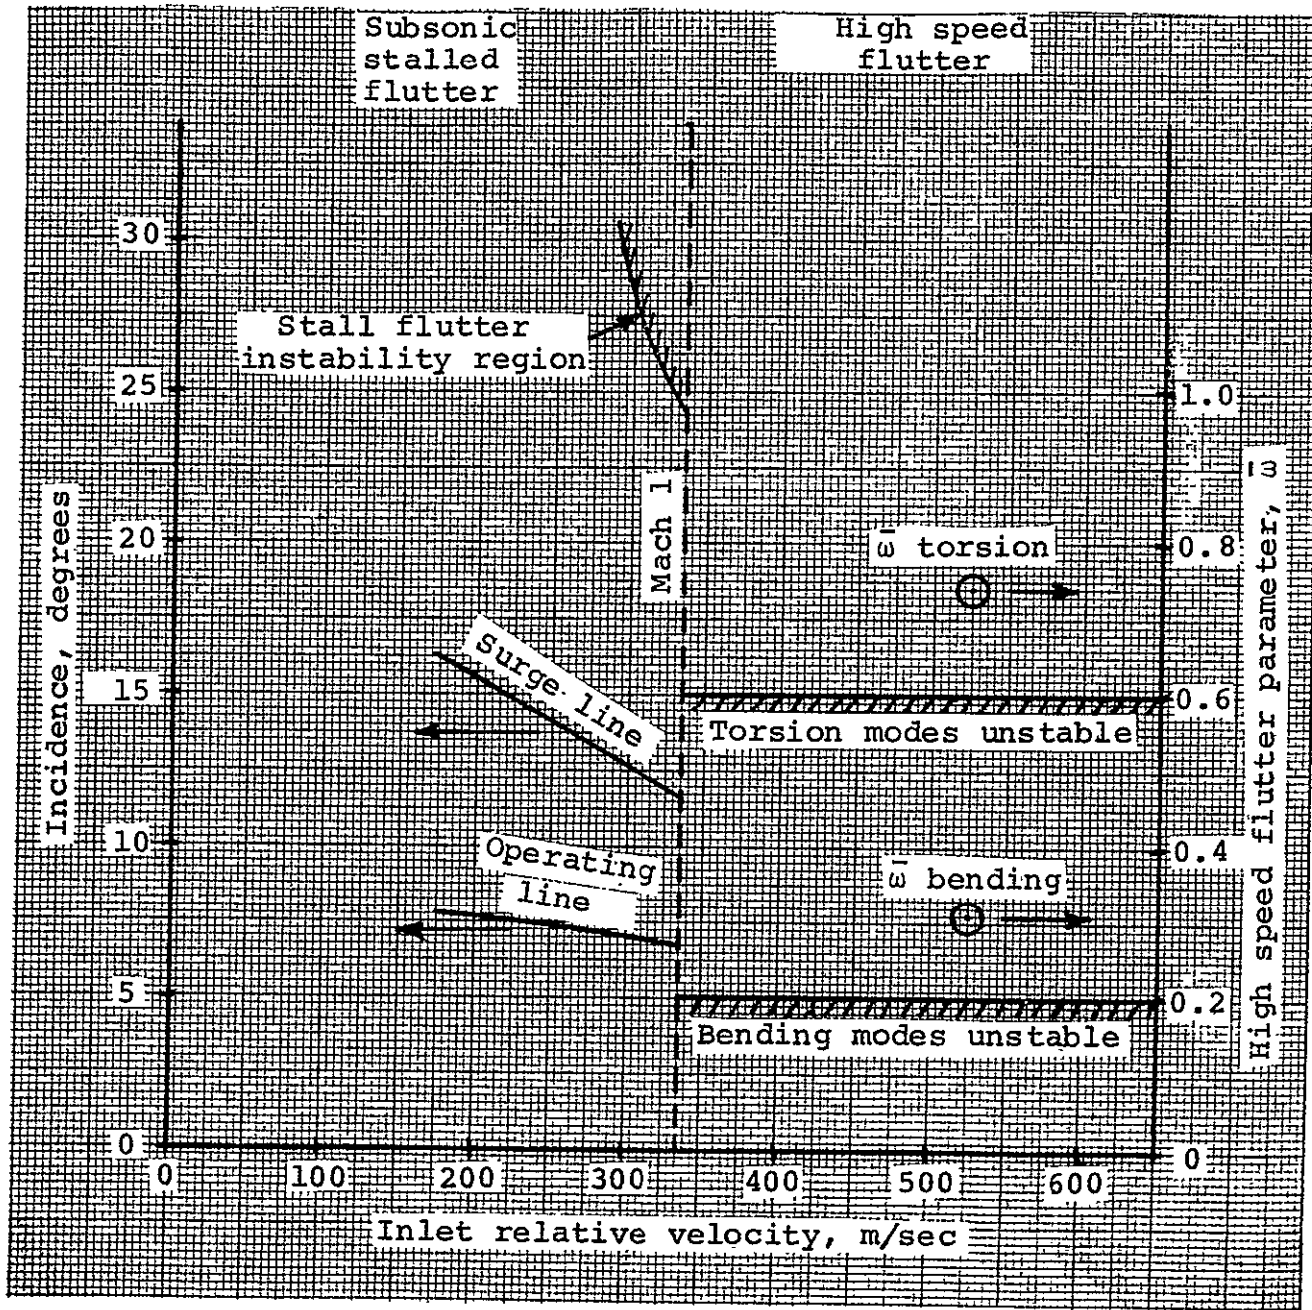 Subsonic
stalled
flutter
High speed
flutter
30
25
20
15
10
5
0
Incidence, degrees
Stall flutter
instability region
Mach 1
Surge line
Operating
line
ω̄ torsion
Torsion modes unstable
ω̄ bending
Bending modes unstable
1.0
0.8
0.6
0.4
0.2
0
High speed flutter parameter, ω̄
0 100 200 300 400 500 600
Inlet relative velocity, m/sec